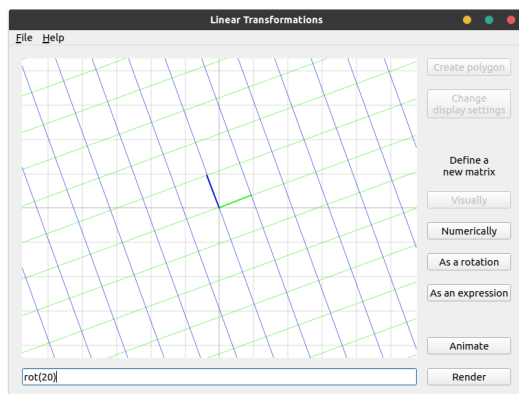 Linear Transformations
File Help
Create polygon
Change
display settings
Define a
new matrix
Visually
Numerically
As a rotation
As an expression
Animate
rot(20)
Render